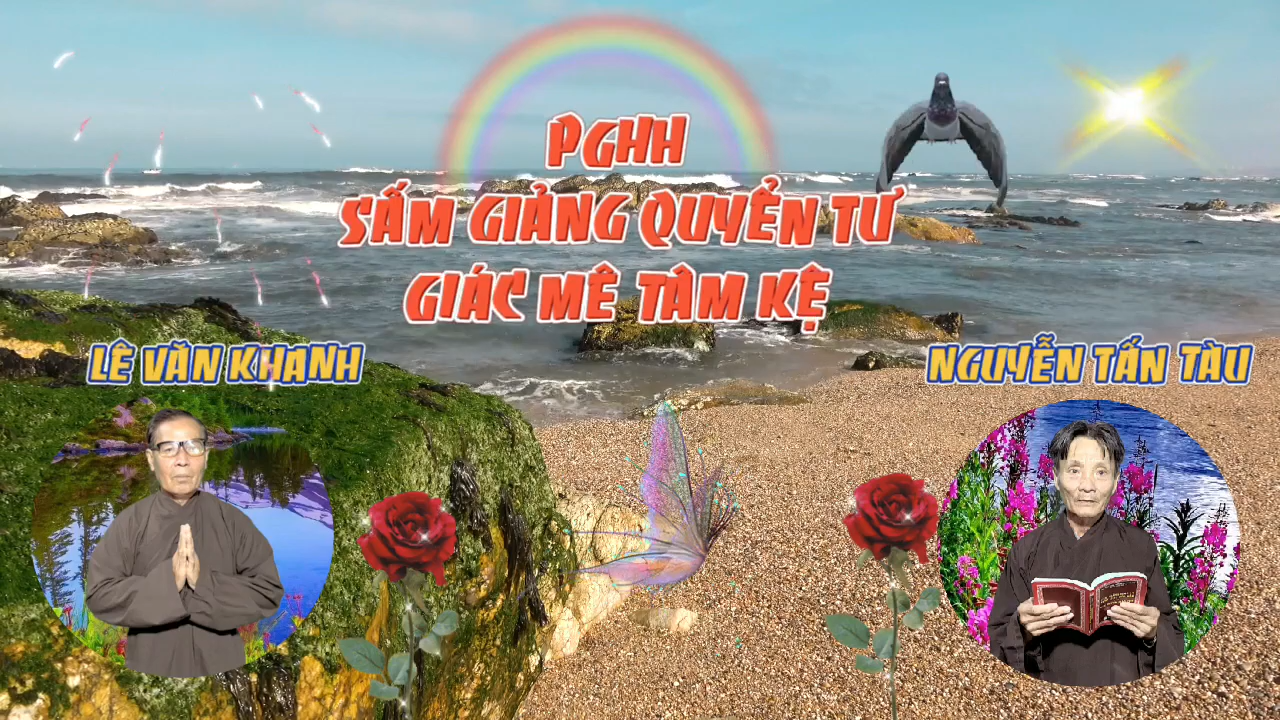 PGHH
SẤM GIẢNG QUYỂN TƯ
GIÁC MÊ TÂM KỆ
LÊ VĂN KHANH
NGUYỄN TẤN TÀU